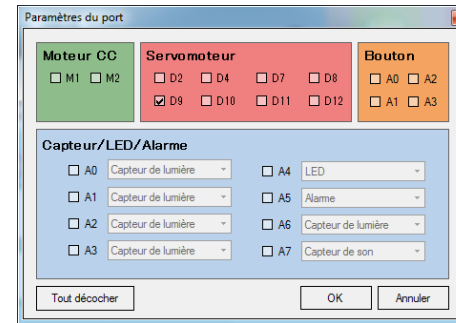 Paramètres du port
Moteur CC
M1 M2
Servomoteur
D2 D4 D7 D8
D9 D10 D11 D12
Bouton
A0 A2
A1 A3
Capteur/LED/Alarme
A0 Capteur de lumière
A1 Capteur de lumière
A2 Capteur de lumière
A3 Capteur de lumière
A4 LED
A5 Alarme
A6 Capteur de lumière
A7 Capteur de son
Tout décocher
OK
Annuler